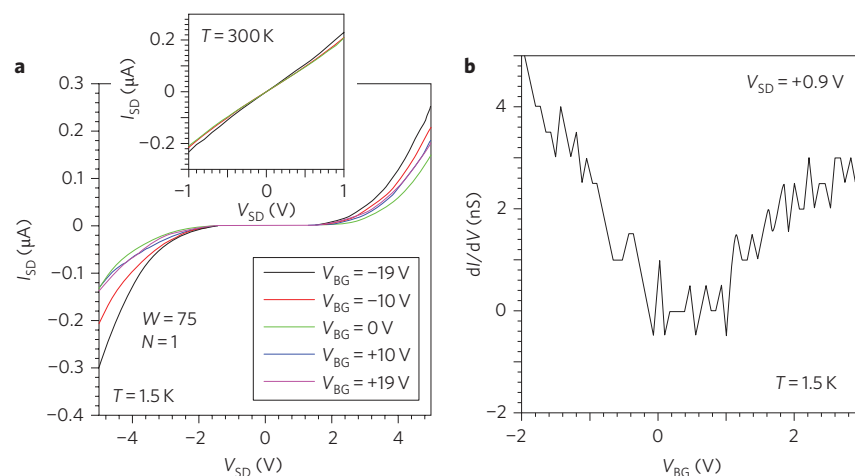 a
0.2
0
−0.2
I_SD (μA)
T = 300 K
−1
0
1
V_SD (V)
0.3
0.2
0.1
0
−0.1
−0.2
−0.3
−0.4
I_SD (μA)
W = 75
N = 1
T = 1.5 K
V_BG = −19 V
V_BG = −10 V
V_BG = 0 V
V_BG = +10 V
V_BG = +19 V
−4
−2
0
2
4
V_SD (V)
b
V_SD = +0.9 V
4
2
0
−2
dI/dV (nS)
T = 1.5 K
−2
0
2
V_BG (V)